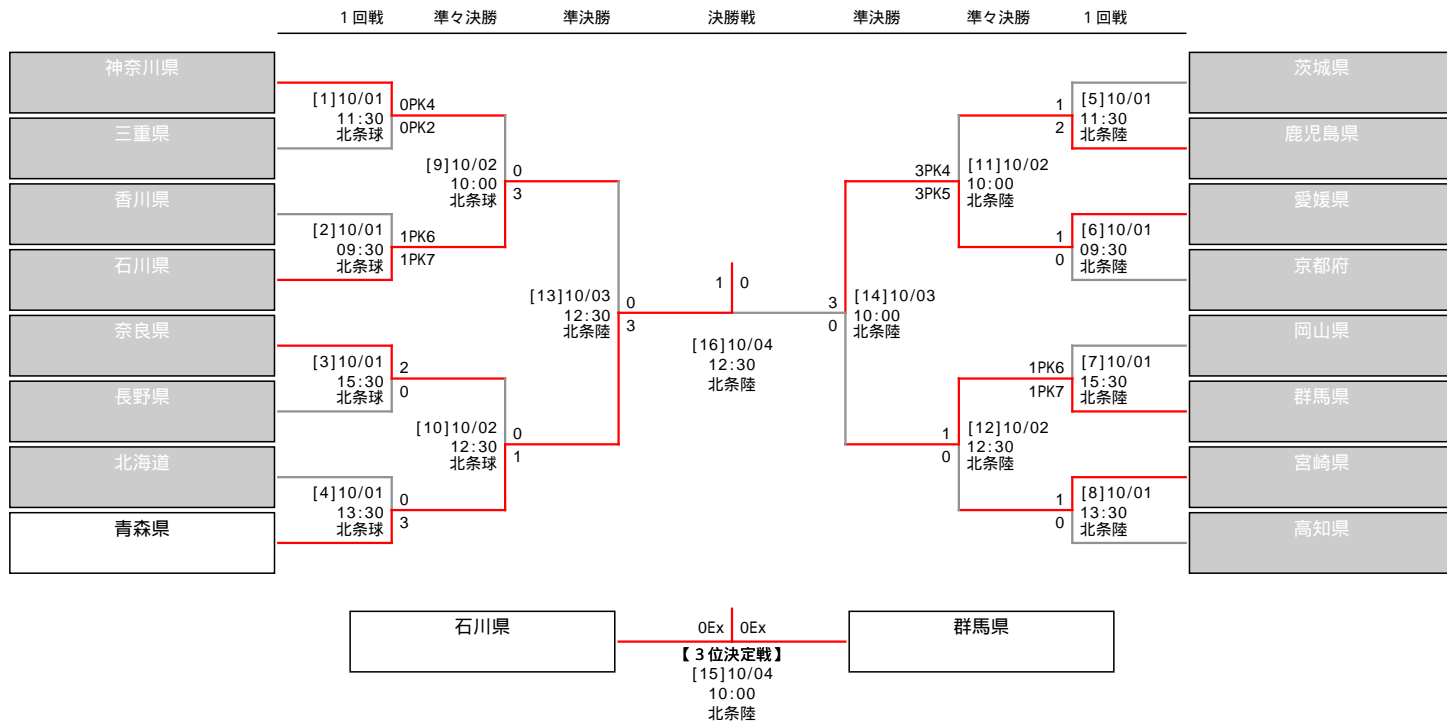 1回戦 準々決勝 準決勝 決勝戦 準決勝 準々決勝 1回戦
神奈川県
三重県
香川県
石川県
奈良県
長野県
北海道
青森県
[1]10/01
11:30
北条球
0PK4
0PK2
[2]10/01
09:30
北条球
1PK6
1PK7
[3]10/01
15:30
北条球
2
0
[4]10/01
13:30
北条球
0
3
[9]10/02
10:00
北条球
0
3
[10]10/02
12:30
北条球
0
1
[13]10/03
12:30
北条陸
0
3
1 0
[16]10/04
12:30
北条陸
3
0
[14]10/03
10:00
北条陸
3PK4
3PK5
[11]10/02
10:00
北条陸
1
0
[12]10/02
12:30
北条陸
1
2
[5]10/01
11:30
北条陸
1
0
[6]10/01
09:30
北条陸
1PK6
1PK7
[7]10/01
15:30
北条陸
1
0
[8]10/01
13:30
北条陸
茨城県
鹿児島県
愛媛県
京都府
岡山県
群馬県
宮崎県
高知県
石川県
0Ex 0Ex
群馬県
【3位決定戦】
[15]10/04
10:00
北条陸